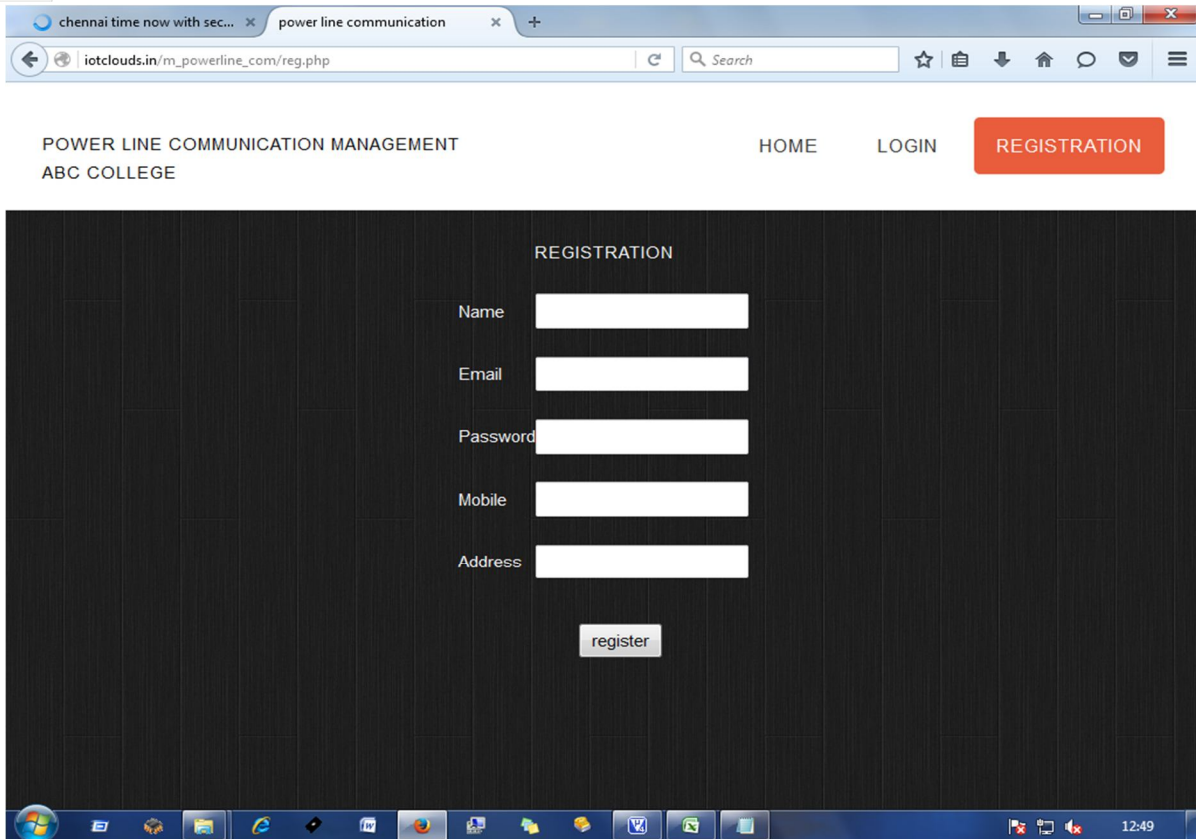 chennai time now with sec...
power line communication
iotclouds.in/m_powerline_com/reg.php
Search
POWER LINE COMMUNICATION MANAGEMENT
ABC COLLEGE
HOME
LOGIN
REGISTRATION
REGISTRATION
Name
Email
Password
Mobile
Address
register
12:49